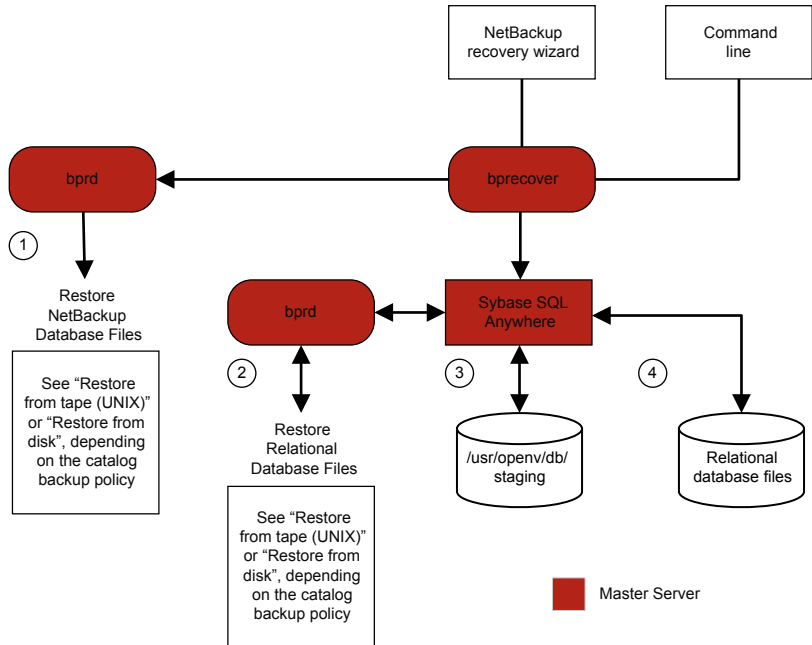 NetBackup
recovery wizard
Command
line
bprd
bprecover
1
Restore
NetBackup
Database Files
bprd
Sybase SQL
Anywhere
See “Restore
from tape (UNIX)”
or “Restore from
disk”, depending
on the catalog
backup policy
2
3
4
Restore
Relational
Database Files
/usr/openv/db/
staging
Relational
database files
See “Restore
from tape (UNIX)”
or “Restore from
disk”, depending
on the catalog
backup policy
Master Server